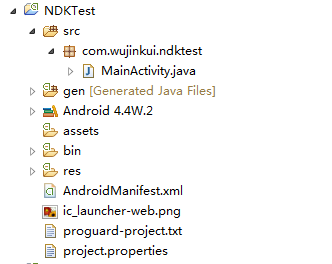 NDKTest
src
com.wujinkui.ndktest
MainActivity.java
gen [Generated Java Files]
Android 4.4W.2
assets
bin
res
AndroidManifest.xml
ic_launcher-web.png
proguard-project.txt
project.properties